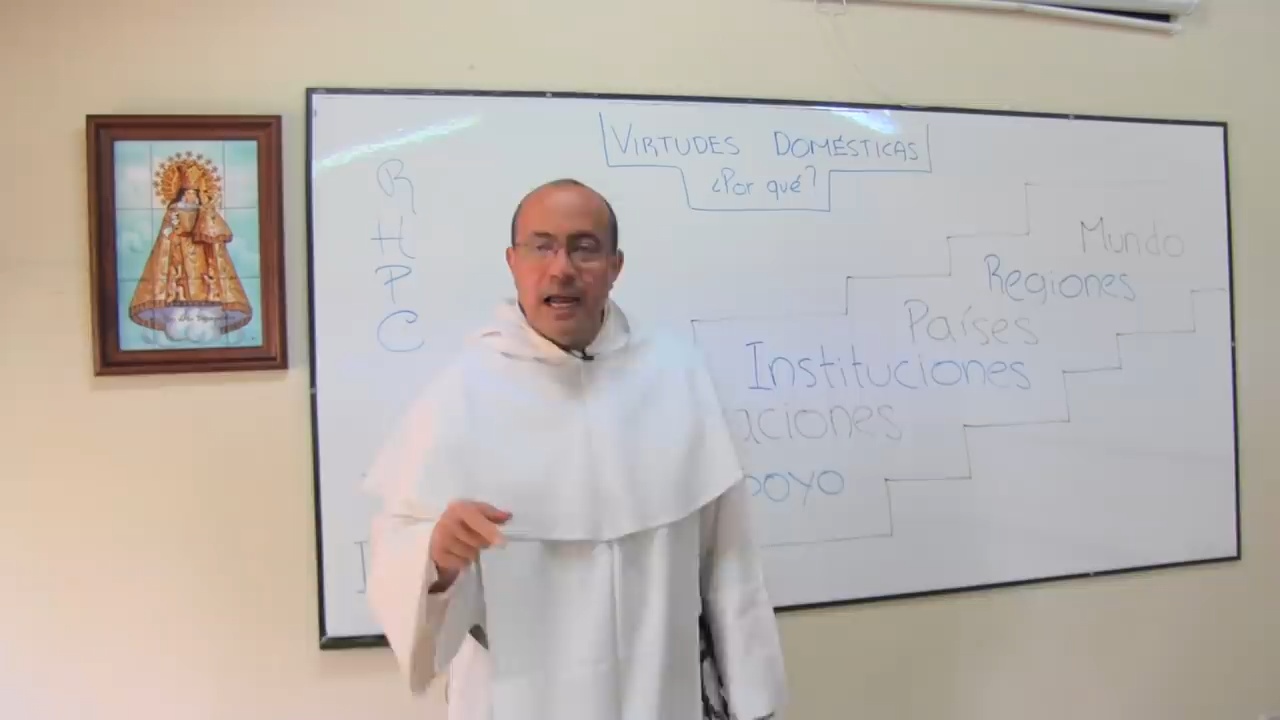 VIRTUDES DOMÉSTICAS
¿Por qué?
R
H
P
C
Mundo
Regiones
Países
Instituciones
aciones
poyo